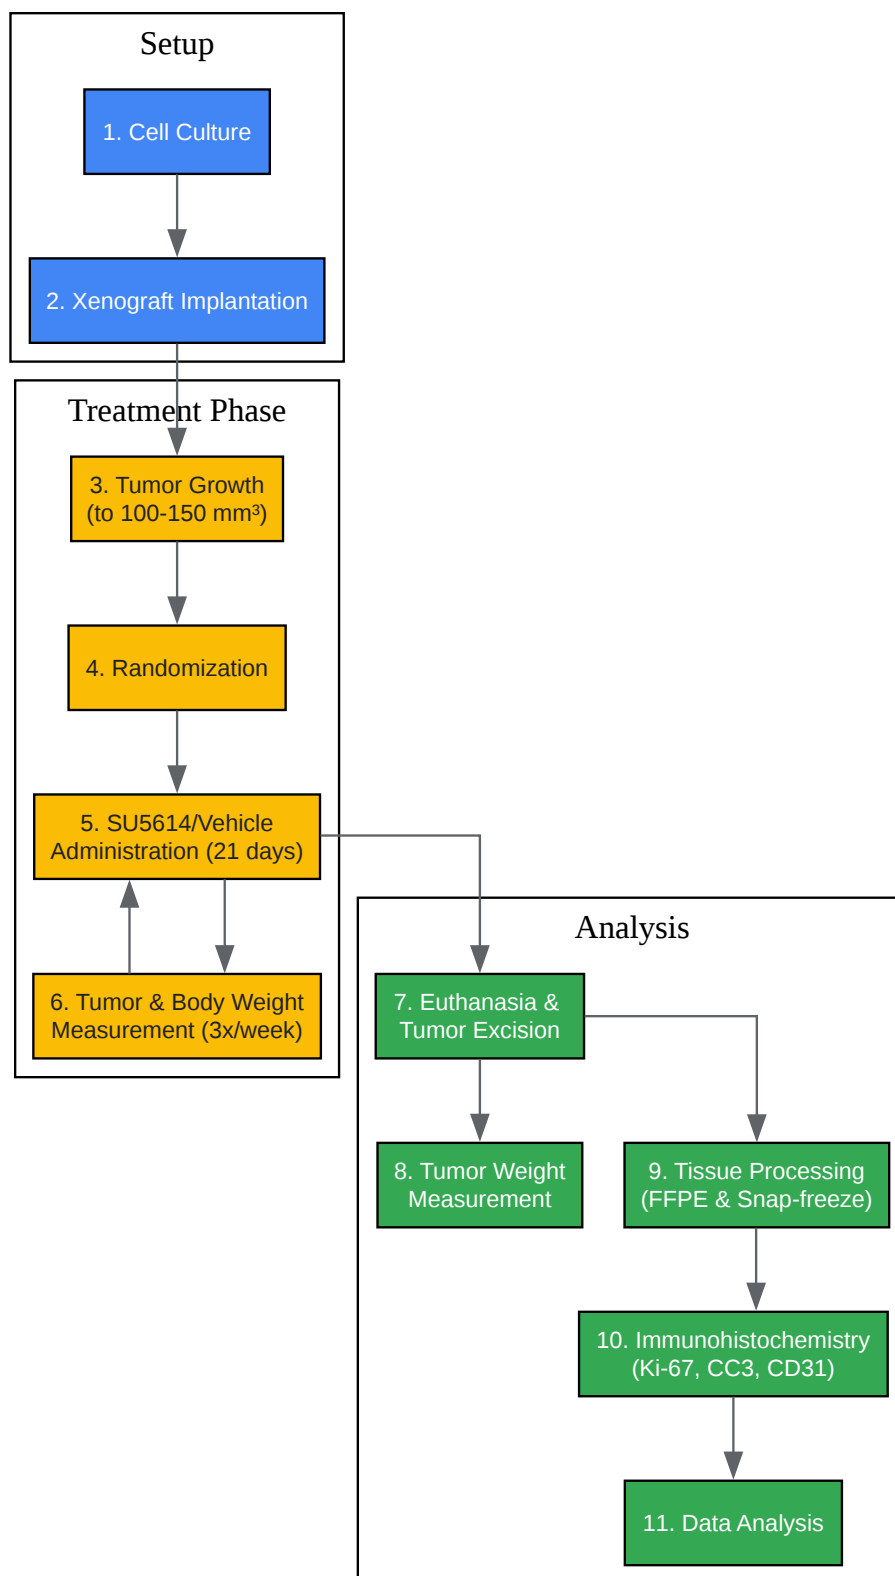 Setup
1. Cell Culture
2. Xenograft Implantation
Treatment Phase
3. Tumor Growth
(to 100-150 mm³)
4. Randomization
5. SU5614/Vehicle
Administration (21 days)
6. Tumor & Body Weight
Measurement (3x/week)
Analysis
7. Euthanasia &
Tumor Excision
8. Tumor Weight
Measurement
9. Tissue Processing
(FFPE & Snap-freeze)
10. Immunohistochemistry
(Ki-67, CC3, CD31)
11. Data Analysis